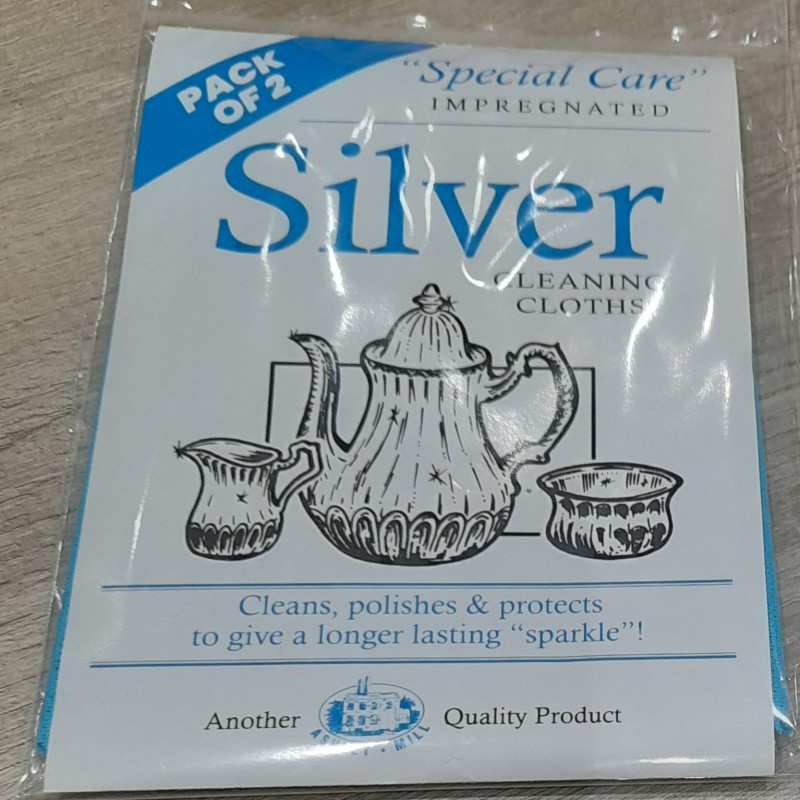 PACK
OF 2
“Special Care”
IMPREGNATED
Silver
CLEANING
CLOTHS
Cleans, polishes & protects
to give a longer lasting “sparkle”!
Another
MILL
Quality Product